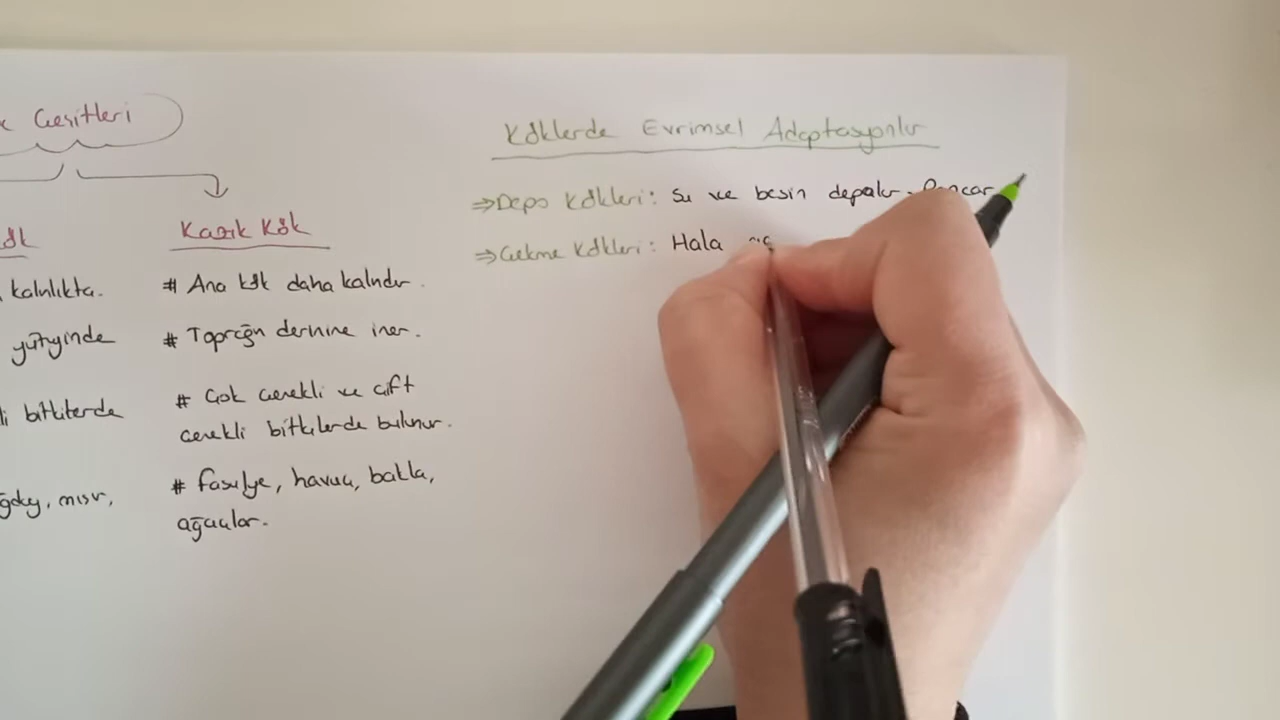 Çeşitleri
Kazık Kök
kalınlıkta.
# Ana kök daha kalındır.
yüzeyinde
# Toprağın derinine iner.
bitkilerde
# Çok çenekli ve çift
çenekli bitkilerde bulunur.
mısır,
# fasulye, havuç, bakla,
ağaçlar.
Köklerde Evrimsel Adaptasyonlar
⇒Depo Kökleri: Su ve besin depolar. Pancar
⇒Çekme Kökleri: Hala